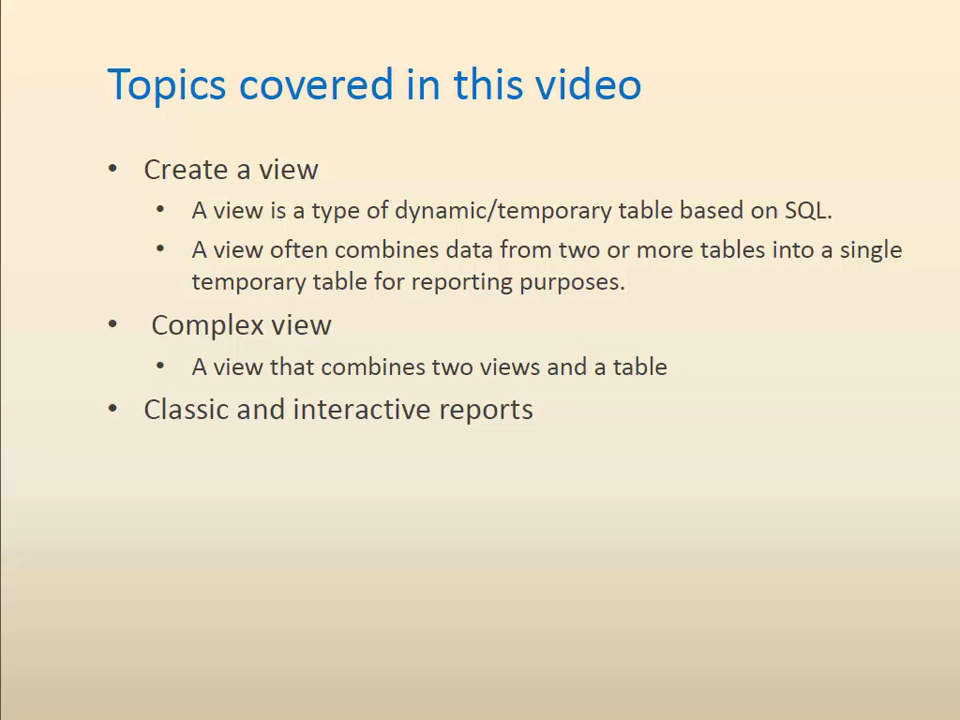 Topics covered in this video
• Create a view
• A view is a type of dynamic/temporary table based on SQL.
• A view often combines data from two or more tables into a single
temporary table for reporting purposes.
• Complex view
• A view that combines two views and a table
• Classic and interactive reports